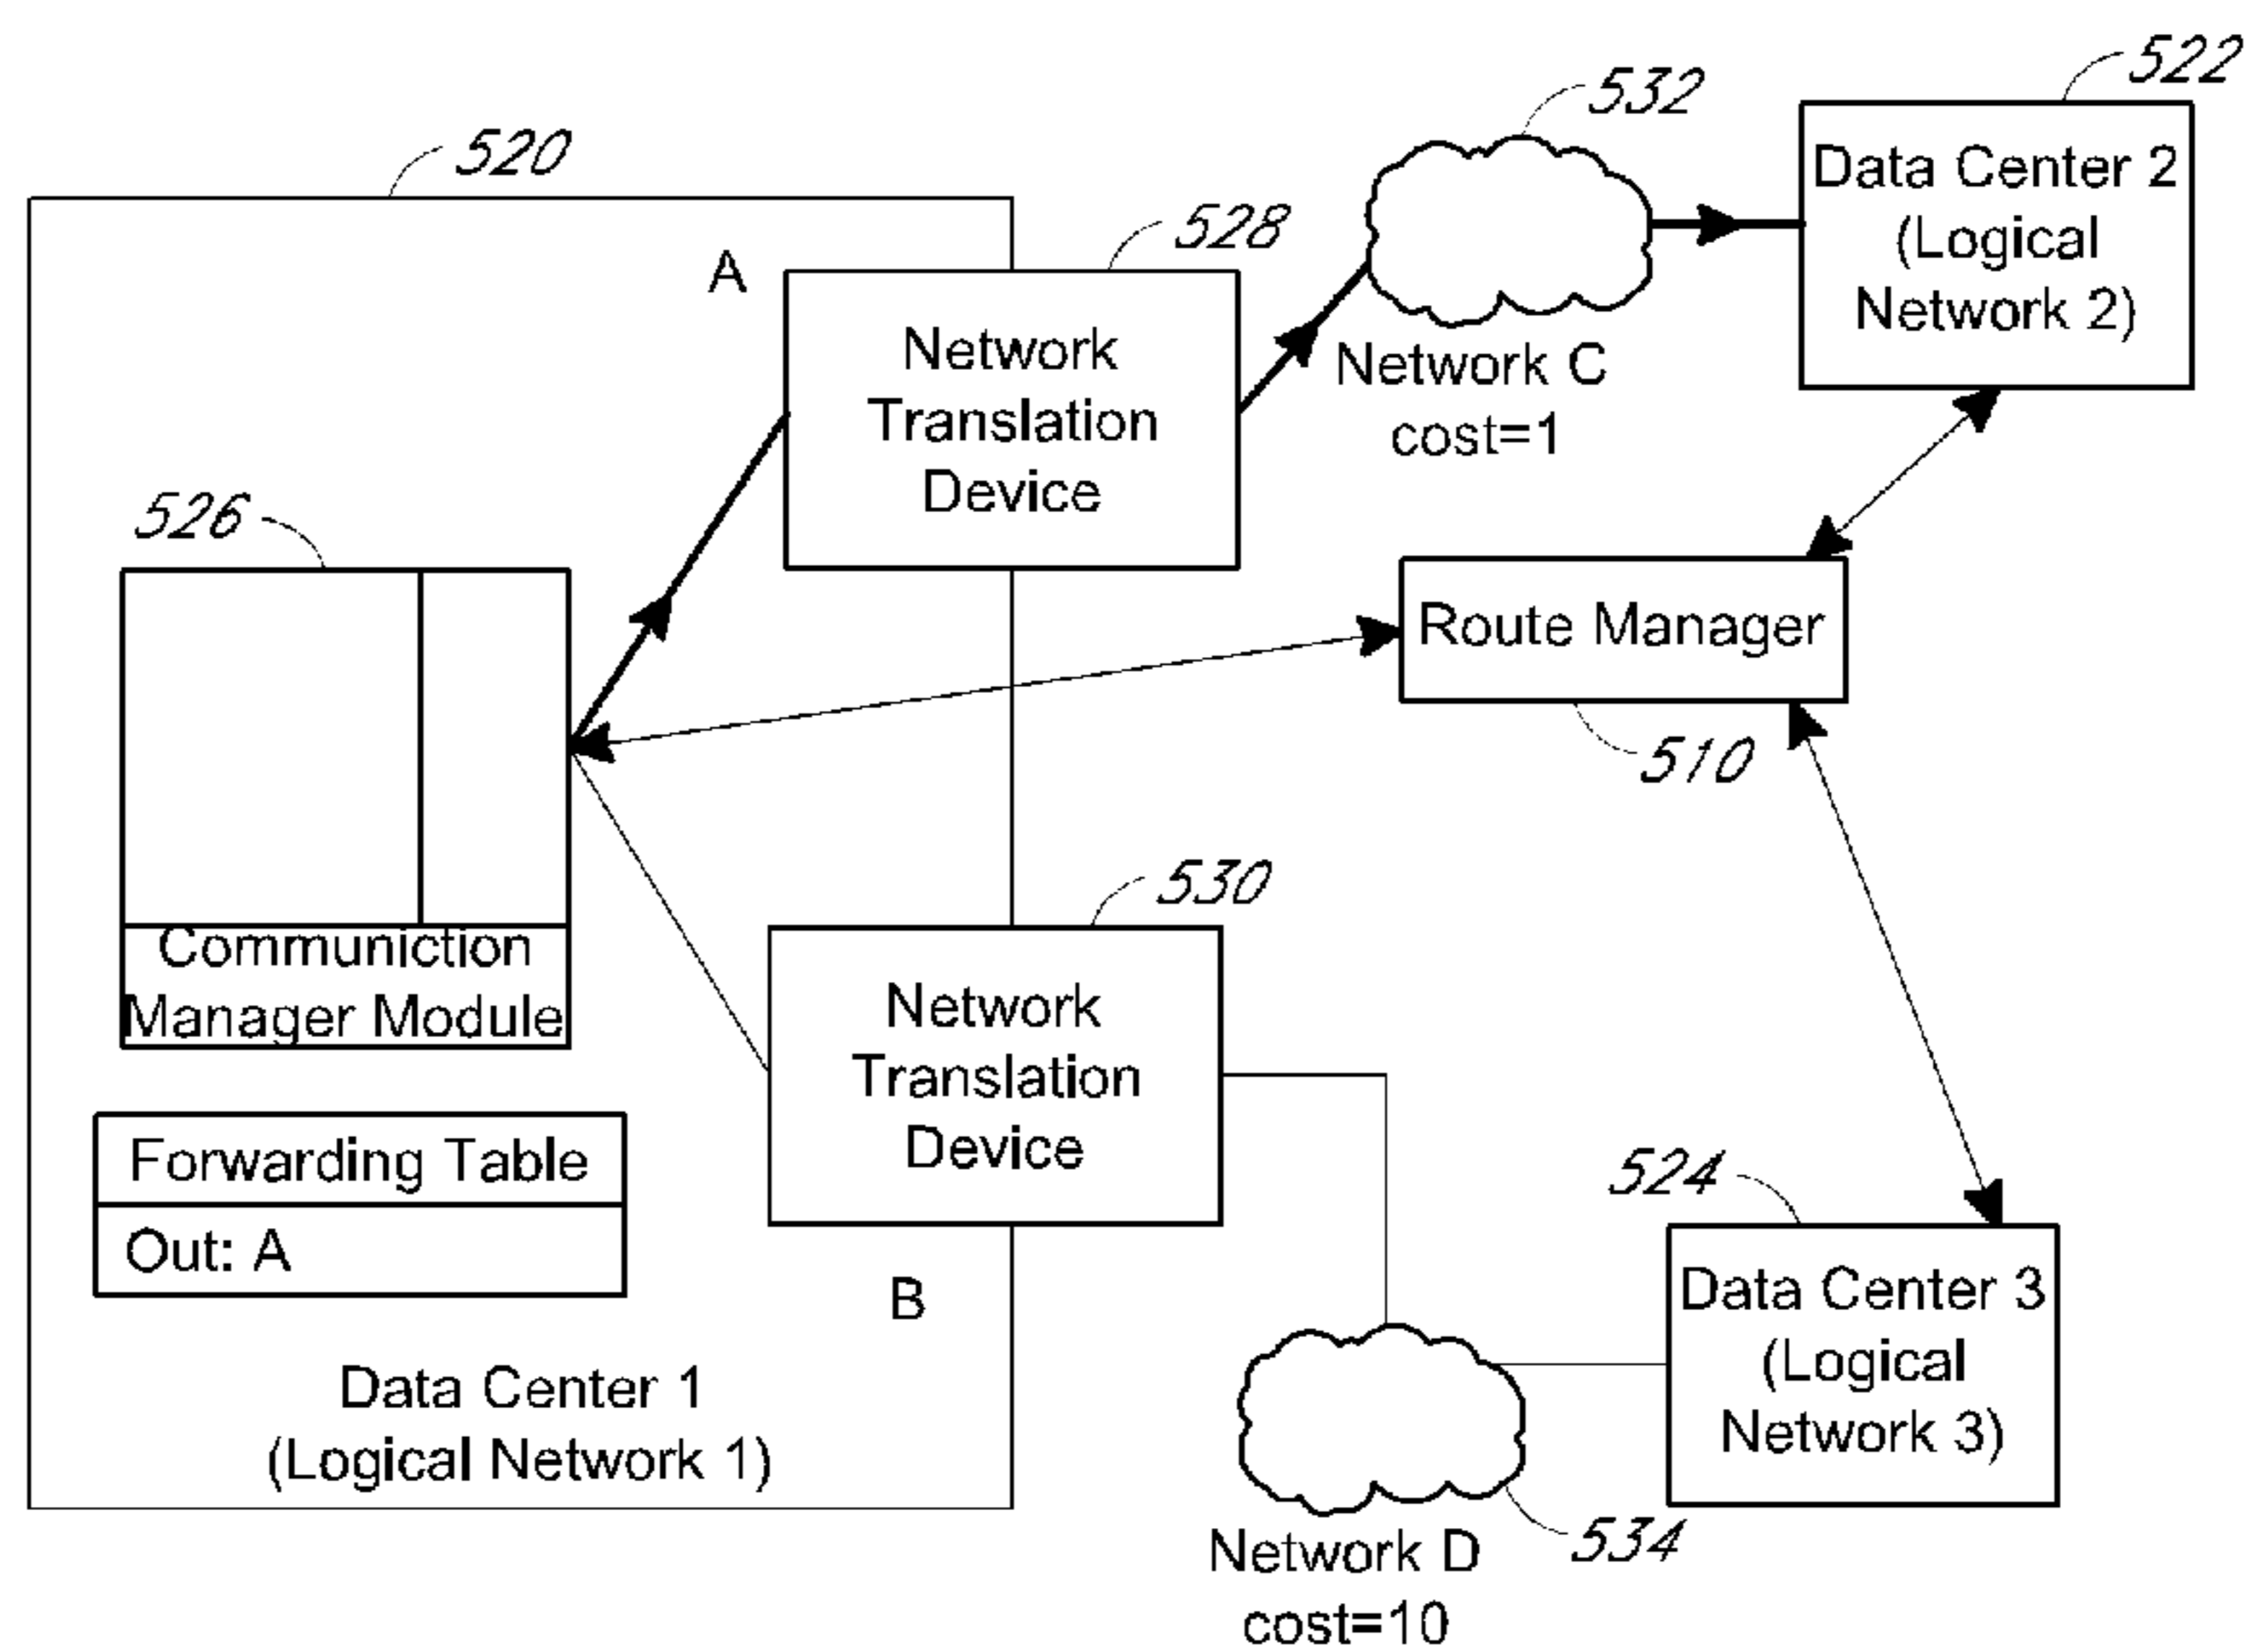 522
532
Data Center 2
(Logical
Network 2)
520
528
A
Network
Translation
Device
Network C
cost=1
526
Route Manager
510
Communiction
Manager Module
530
Network
Translation
Device
Forwarding Table
Out: A
B
524
Data Center 3
(Logical
Network 3)
Data Center 1
(Logical Network 1)
534
Network D
cost=10